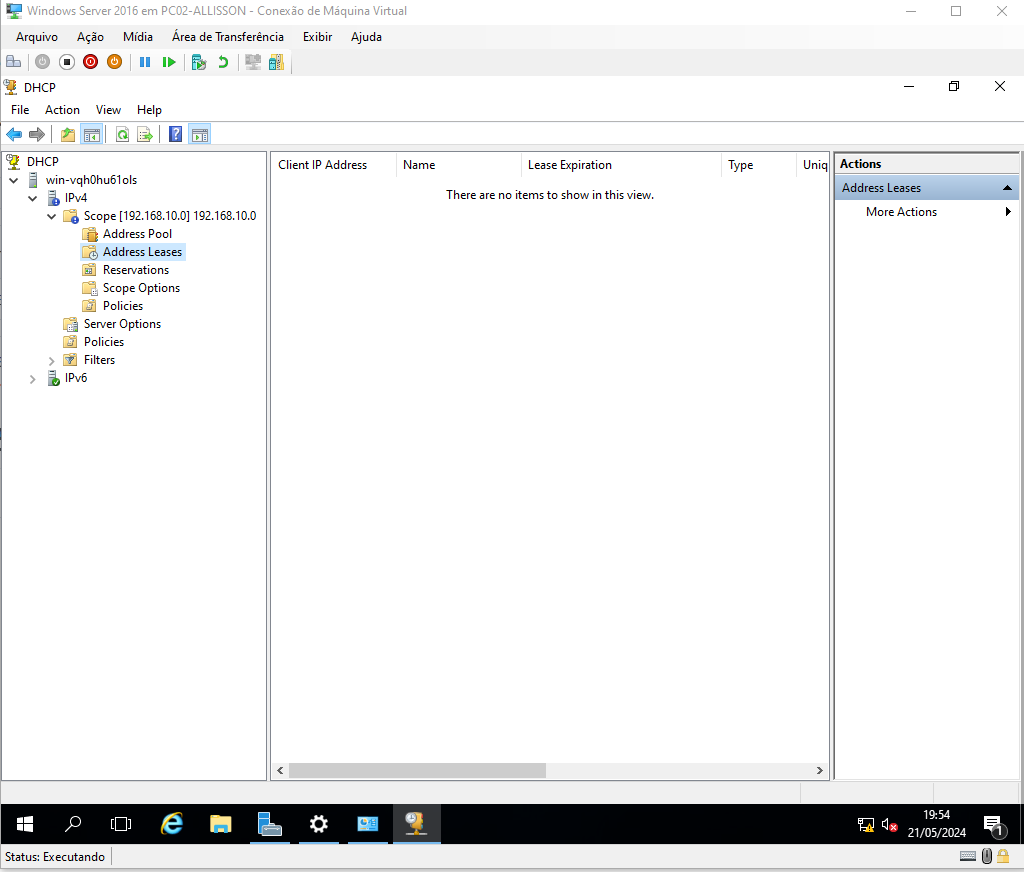 Windows Server 2016 em PC02-ALLISSON - Conexão de Máquina Virtual
Arquivo Ação Mídia Área de Transferência Exibir Ajuda
DHCP
File Action View Help
DHCP
win-vqh0hu61ols
IPv4
Scope [192.168.10.0] 192.168.10.0
Address Pool
Address Leases
Reservations
Scope Options
Policies
Server Options
Policies
Filters
IPv6
Client IP Address Name Lease Expiration Type Uniq
There are no items to show in this view.
Actions
Address Leases
More Actions
19:54
21/05/2024
1
Status: Executando